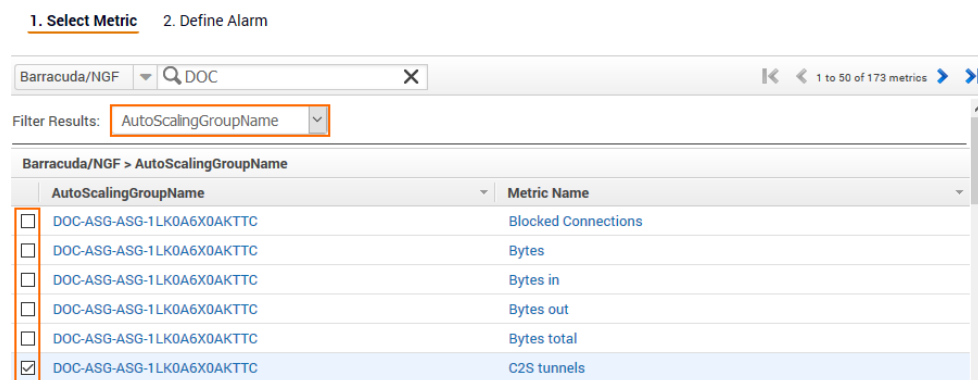 1. Select Metric 2. Define Alarm
Barracuda/NGF DOC 1 to 50 of 173 metrics
Filter Results: AutoScalingGroupName
Barracuda/NGF > AutoScalingGroupName
AutoScalingGroupName Metric Name
DOC-ASG-ASG-1LK0A6X0AKTTC Blocked Connections
DOC-ASG-ASG-1LK0A6X0AKTTC Bytes
DOC-ASG-ASG-1LK0A6X0AKTTC Bytes in
DOC-ASG-ASG-1LK0A6X0AKTTC Bytes out
DOC-ASG-ASG-1LK0A6X0AKTTC Bytes total
DOC-ASG-ASG-1LK0A6X0AKTTC C2S tunnels